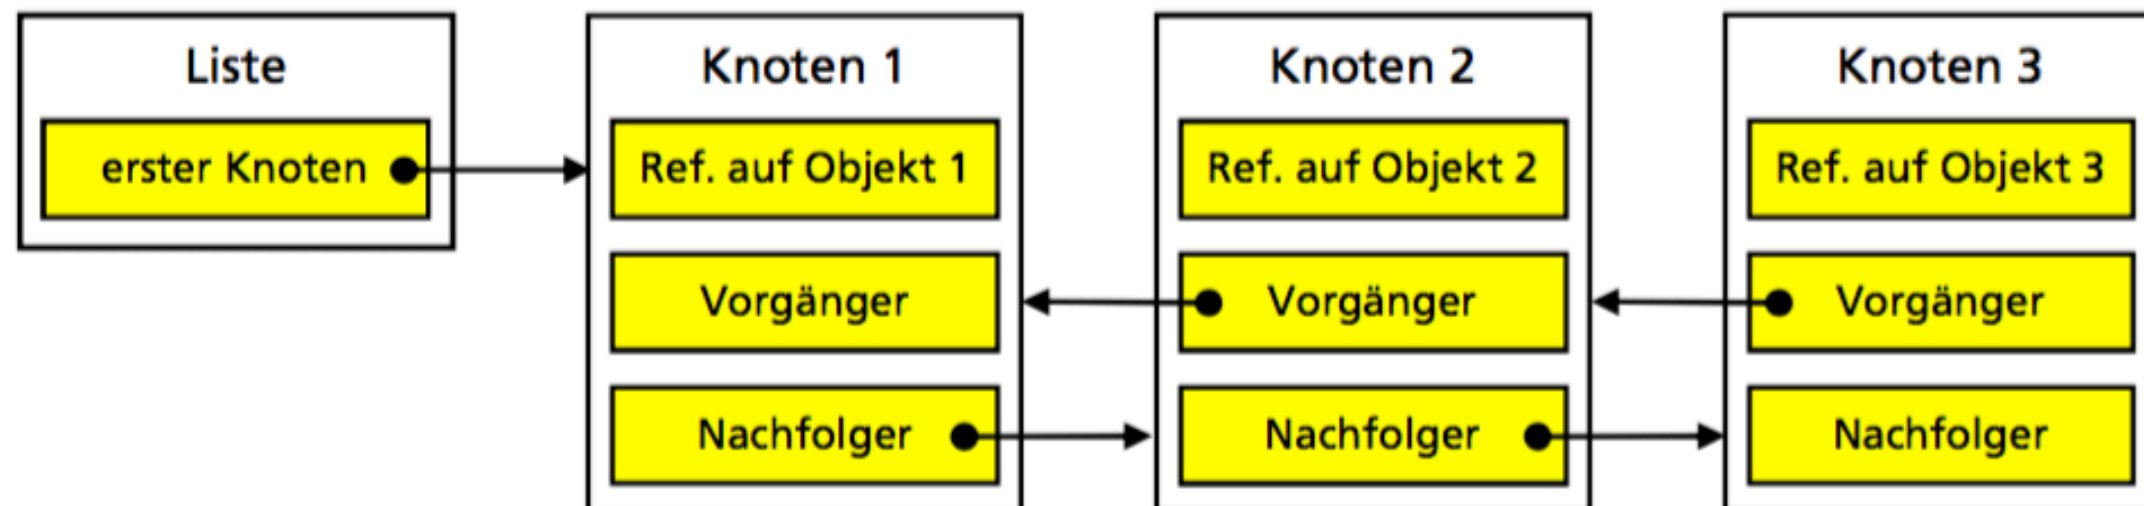 Liste
erster Knoten
Knoten 1
Ref. auf Objekt 1
Vorgänger
Nachfolger
Knoten 2
Ref. auf Objekt 2
Vorgänger
Nachfolger
Knoten 3
Ref. auf Objekt 3
Vorgänger
Nachfolger